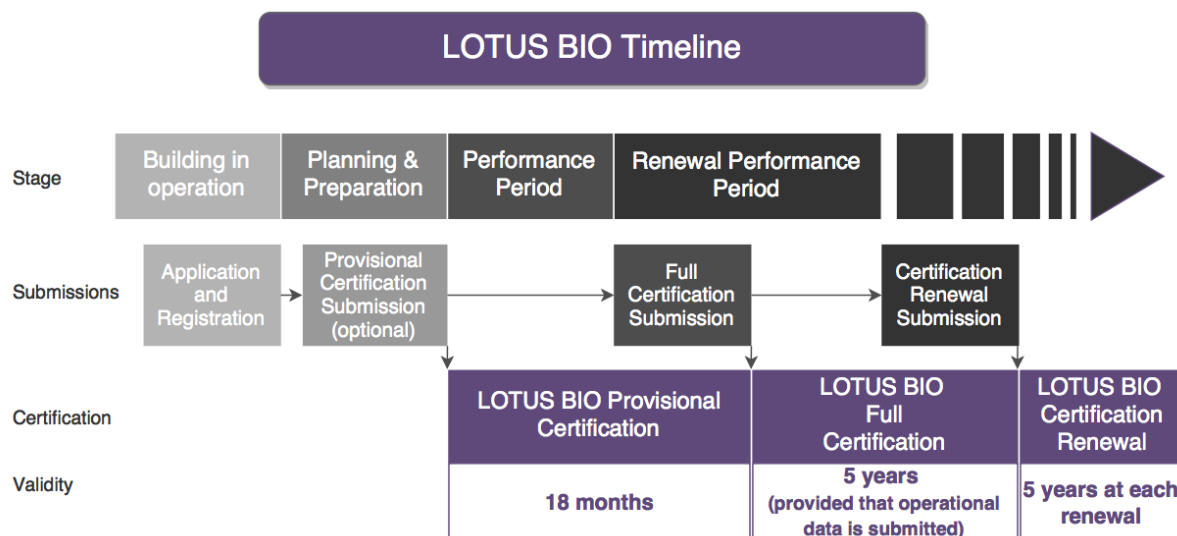 LOTUS BIO Timeline
Stage
Building in
operation
Planning &
Preparation
Performance
Period
Renewal Performance
Period
Submissions
Application
and
Registration
Provisional
Certification
Submission
(optional)
Full
Certification
Submission
Certification
Renewal
Submission
Certification
LOTUS BIO Provisional
Certification
LOTUS BIO
Full
Certification
LOTUS BIO
Certification
Renewal
Validity
18 months
5 years
(provided that operational
data is submitted)
5 years at each
renewal